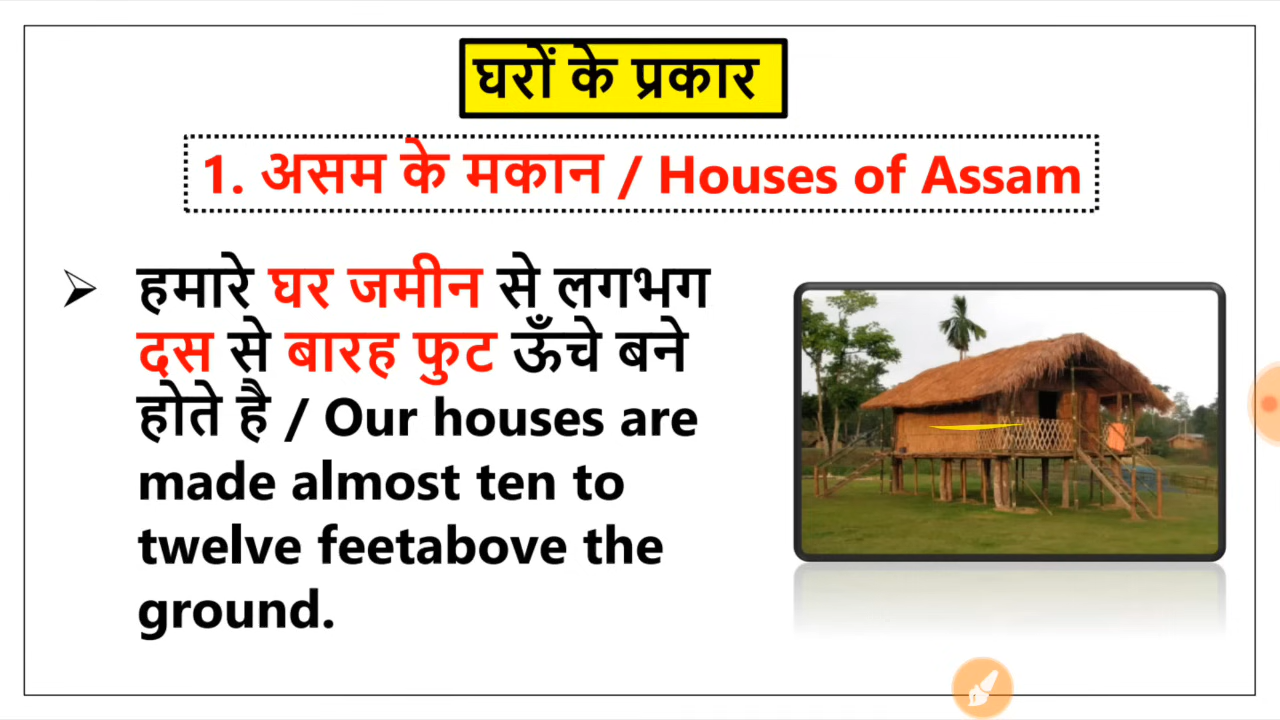 घरों के प्रकार
1. असम के मकान / Houses of Assam
हमारे घर जमीन से लगभग
दस से बारह फुट ऊँचे बने
होते है / Our houses are
made almost ten to
twelve feetabove the
ground.